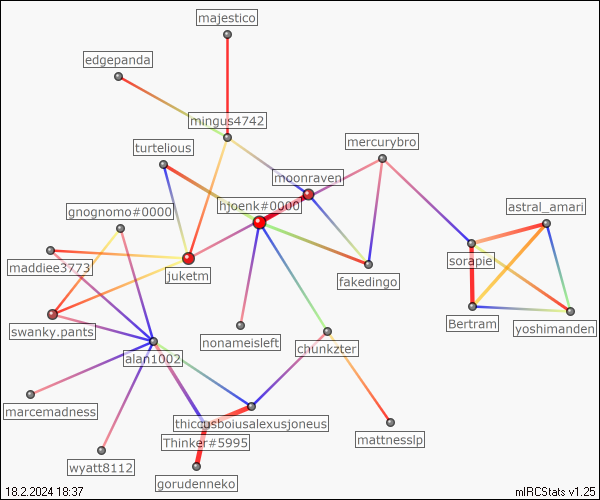 majestico
edgepanda
mingus4742
mercurybro
turtelious
moonraven
hjoenk#0000
astral_amari
gnognomo#0000
sorapie
maddiee3773
juketm
fakedingo
Bertram
yoshimanden
swanky.pants
nonameisleft
chunkzter
alan1002
marcemadness
thiccusboiusalexusjoneus
Thinker#5995
mattnesslp
wyatt8112
gorudenneko
18.2.2024 18:37
mIRCStats v1.25